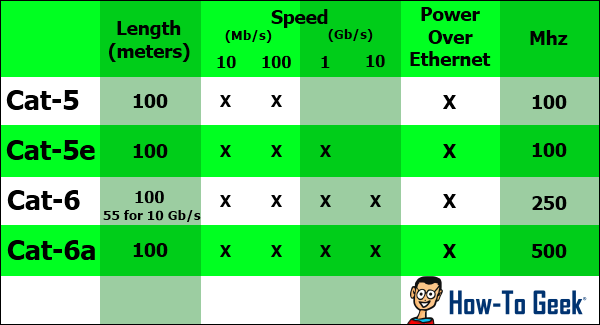 Length (meters) Speed Power Over Ethernet Mhz
(Mb/s) (Gb/s)
10 100 1 10
Cat-5 100 X X X 100
Cat-5e 100 X X X X 100
Cat-6 100 X X X X X 250
55 for 10 Gb/s
Cat-6a 100 X X X X X 500
How-To Geek